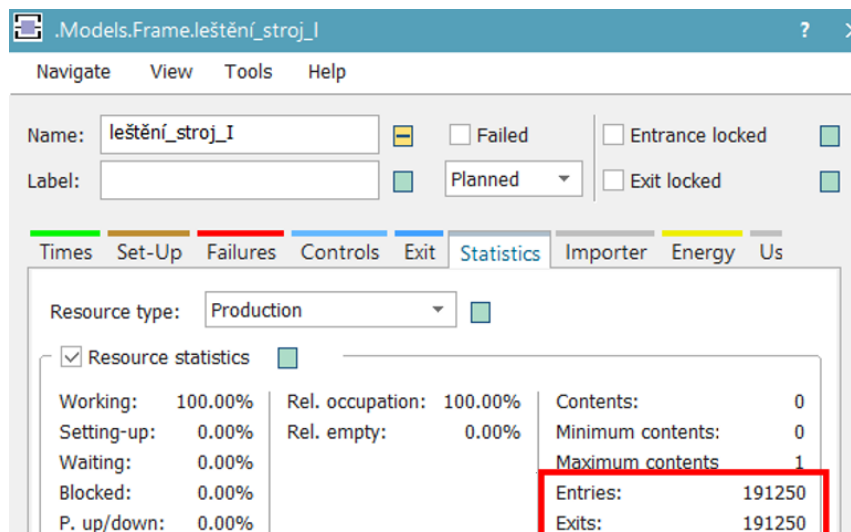 .Models.Frame.leštění_stroj_I ?
Navigate View Tools Help
Name: leštění_stroj_I Failed Entrance locked
Label: Planned Exit locked
Times Set-Up Failures Controls Exit Statistics Importer Energy Us
Resource type: Production
Resource statistics
Working: 100.00% Rel. occupation: 100.00% Contents: 0
Setting-up: 0.00% Rel. empty: 0.00% Minimum contents: 0
Waiting: 0.00% Maximum contents 1
Blocked: 0.00% Entries: 191250
P. up/down: 0.00% Exits: 191250